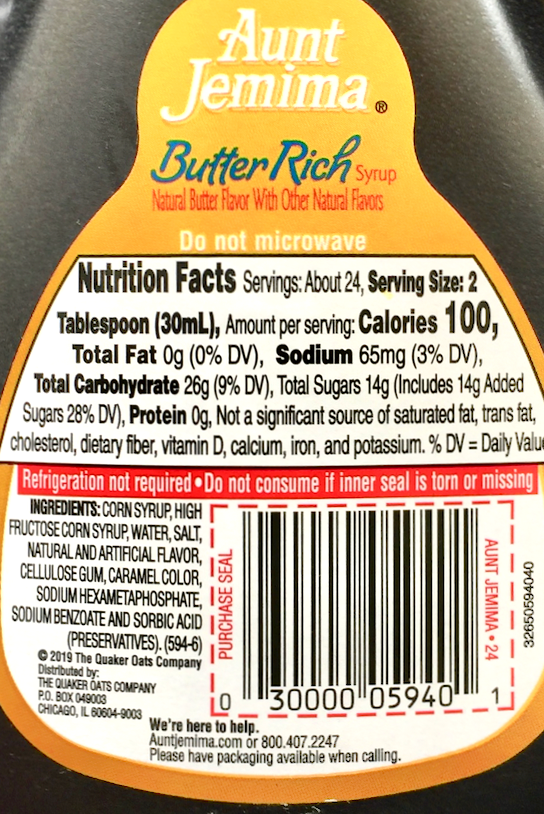 Aunt
Jemima®
Butter Rich Syrup
Natural Butter Flavor With Other Natural Flavors
Do not microwave
Nutrition Facts Servings: About 24, Serving Size: 2
Tablespoon (30mL), Amount per serving: Calories 100,
Total Fat 0g (0% DV), Sodium 65mg (3% DV),
Total Carbohydrate 26g (9% DV), Total Sugars 14g (Includes 14g Added
Sugars 28% DV), Protein 0g, Not a significant source of saturated fat, trans fat,
cholesterol, dietary fiber, vitamin D, calcium, iron, and potassium. % DV = Daily Value
Refrigeration not required • Do not consume if inner seal is torn or missing
INGREDIENTS: CORN SYRUP, HIGH
FRUCTOSE CORN SYRUP, WATER, SALT,
NATURAL AND ARTIFICIAL FLAVOR,
CELLULOSE GUM, CARAMEL COLOR,
SODIUM HEXAMETAPHOSPHATE,
SODIUM BENZOATE AND SORBIC ACID
(PRESERVATIVES). (594-6)
© 2019 The Quaker Oats Company
Distributed by:
THE QUAKER OATS COMPANY
P.O. BOX 049003
CHICAGO, IL 60604-9003
PURCHASE SEAL
AUNT JEMIMA • 24
0 30000 05940 1
32650594040
We're here to help.
Auntjemima.com or 800.407.2247
Please have packaging available when calling.